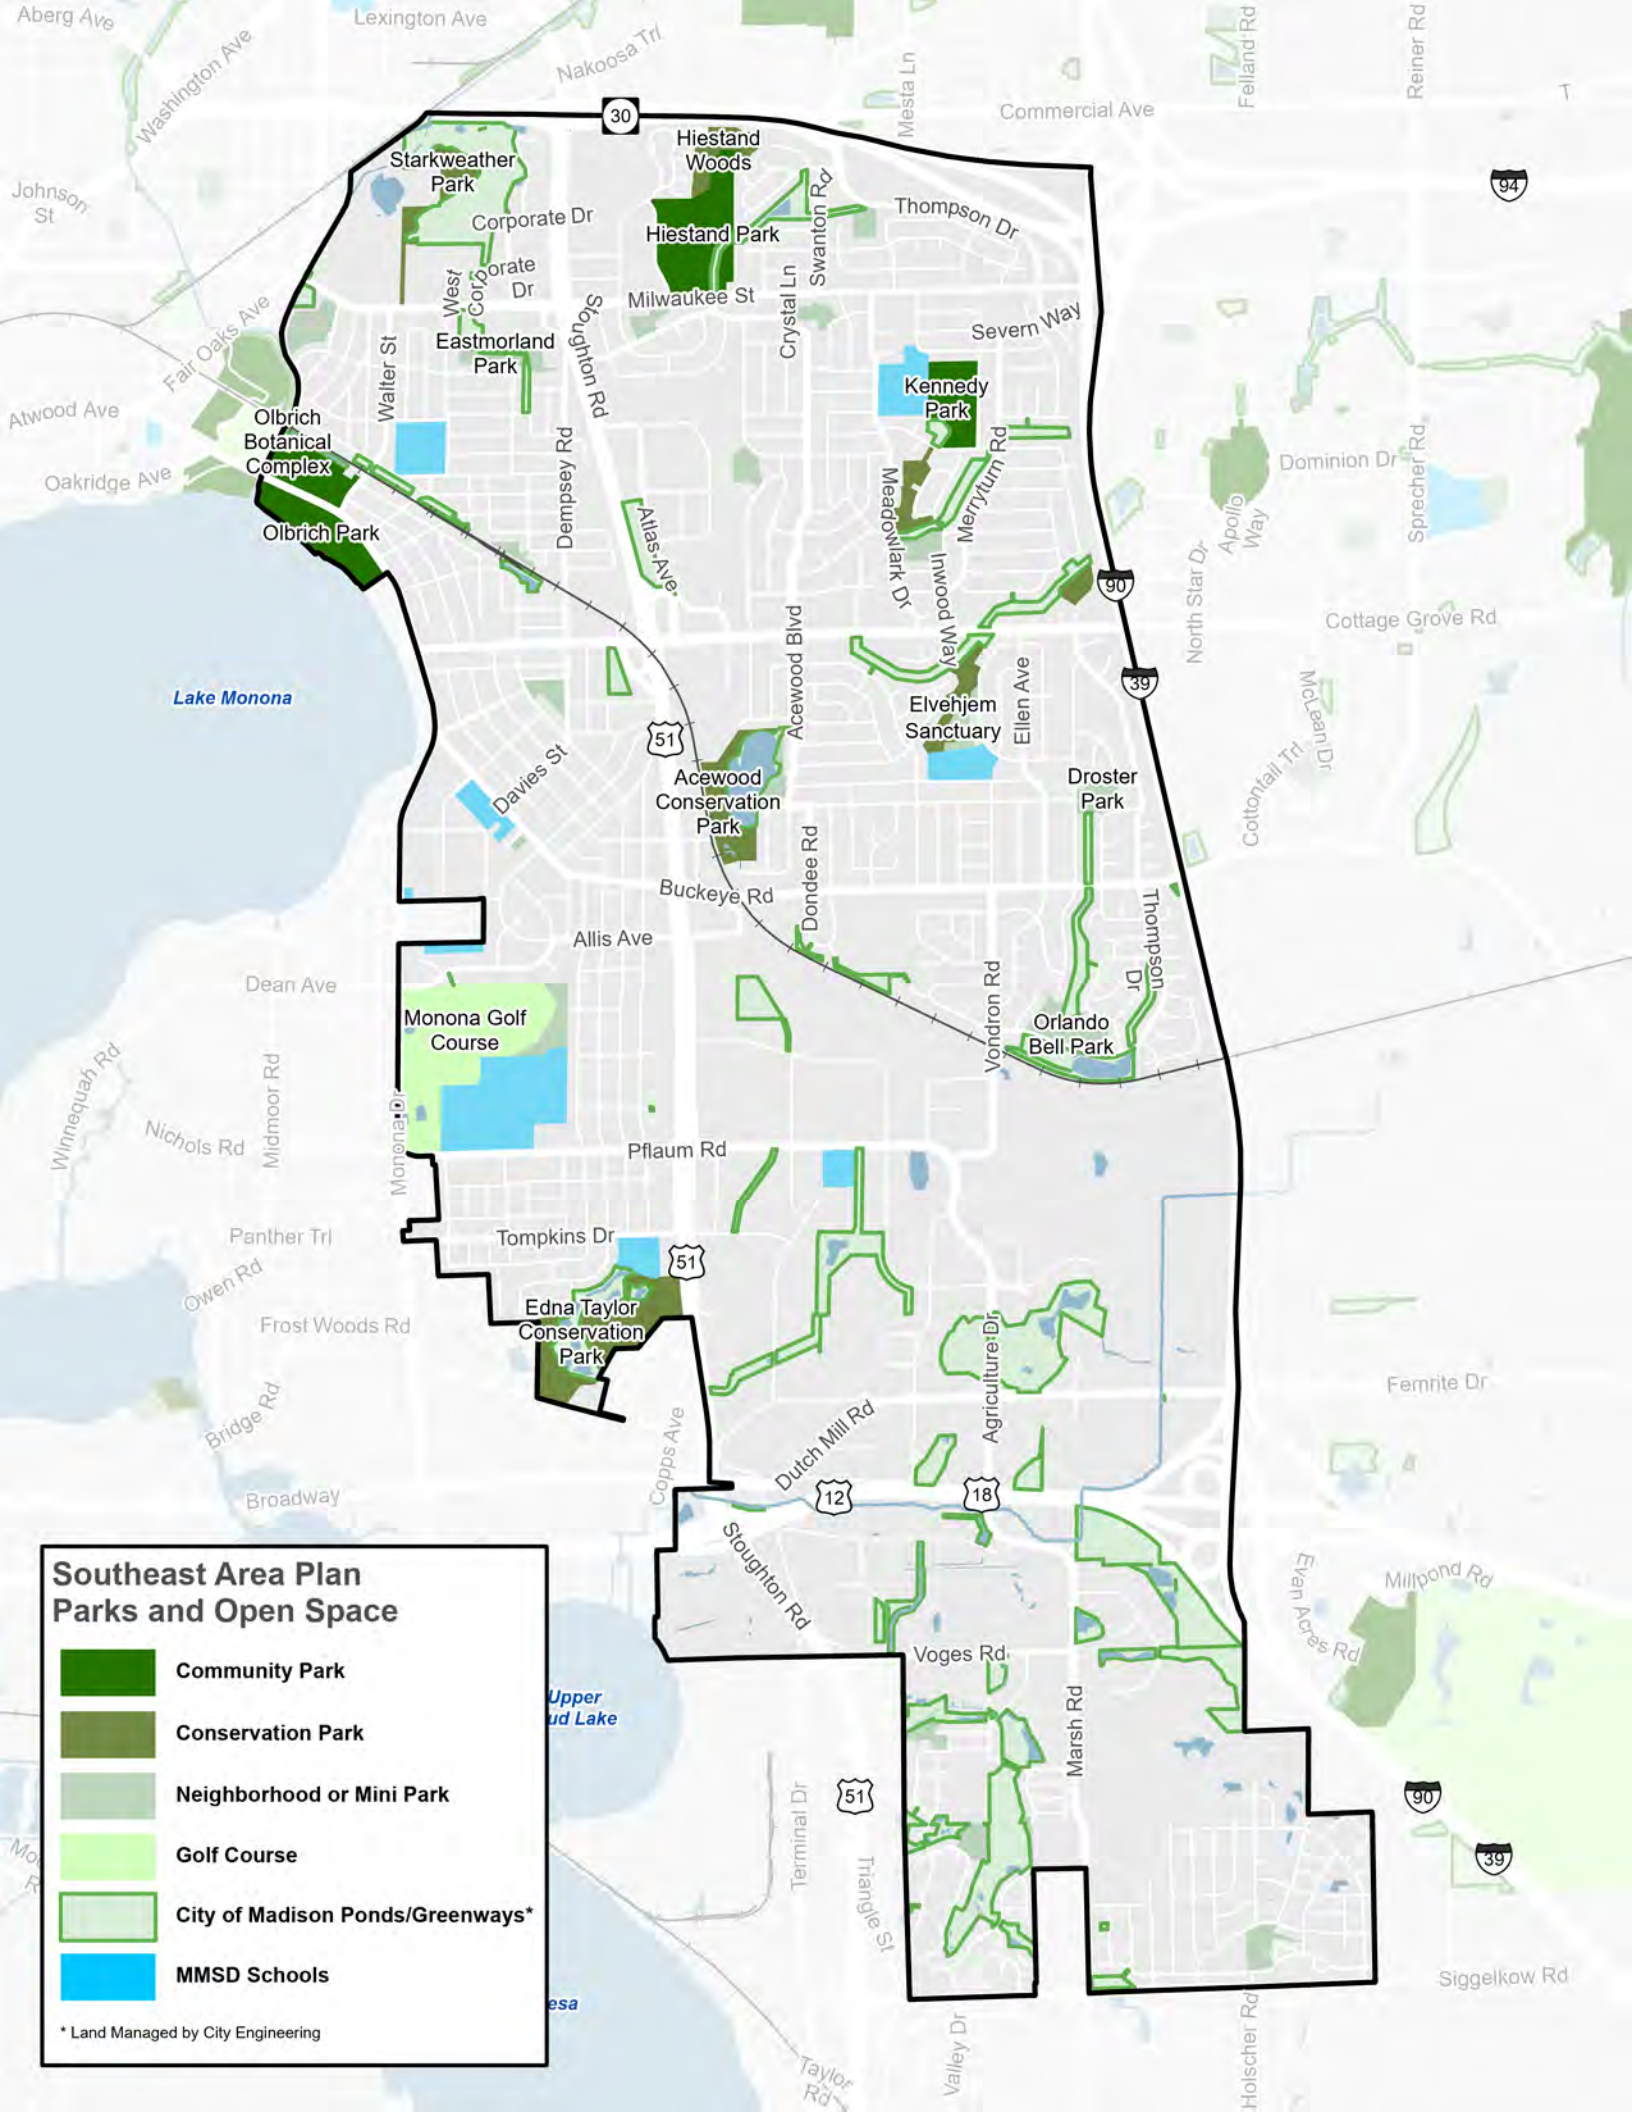 Aberg Ave
Lexington Ave
Washington Ave
Nakoosa Trl
Mesta Ln
Commercial Ave
Felland Rd
Reiner Rd
T
30
94
Johnson
St
Starkweather
Park
Hiestand
Woods
Corporate Dr
Hiestand Park
Swanton Rd
Thompson Dr
West
Corporate
Dr
Milwaukee St
Stoughton Rd
Crystal Ln
Severn Way
Fair Oaks Ave
Walter St
Eastmorland
Park
Kennedy
Park
Atwood Ave
Olbrich
Botanical
Complex
Oakridge Ave
Olbrich Park
Dempsey Rd
Atlas Ave
Meadowlark Dr
Merryturn Rd
Dominion Dr
Sprecher Rd
Apollo
Way
North Star Dr
Inwood Way
90
Cottage Grove Rd
Lake Monona
Acewood Blvd
Elvehjem
Sanctuary
Ellen Ave
39
McLean Dr
51
Davies St
Acewood
Conservation
Park
Droster
Park
Cottontail Trl
Dondee Rd
Buckeye Rd
Allis Ave
Thompson
Dr
Dean Ave
Monona Golf
Course
Vondron Rd
Orlando
Bell Park
Winnequah Rd
Midmoor Rd
Monona Dr
Nichols Rd
Pflaum Rd
Panther Trl
Tompkins Dr
51
Owen Rd
Frost Woods Rd
Edna Taylor
Conservation
Park
Agriculture Dr
Femrite Dr
Bridge Rd
Copps Ave
Dutch Mill Rd
Broadway
12
18
Stoughton Rd
Evan Acres Rd
Millpond Rd
Voges Rd
Marsh Rd
Southeast Area Plan
Parks and Open Space
Community Park
Conservation Park
Neighborhood or Mini Park
Golf Course
City of Madison Ponds/Greenways*
MMSD Schools
* Land Managed by City Engineering
Upper
ud Lake
51
90
39
Terminal Dr
Triangle St
esa
Siggelkow Rd
Valley Dr
Holscher Rd
Taylor
Rd